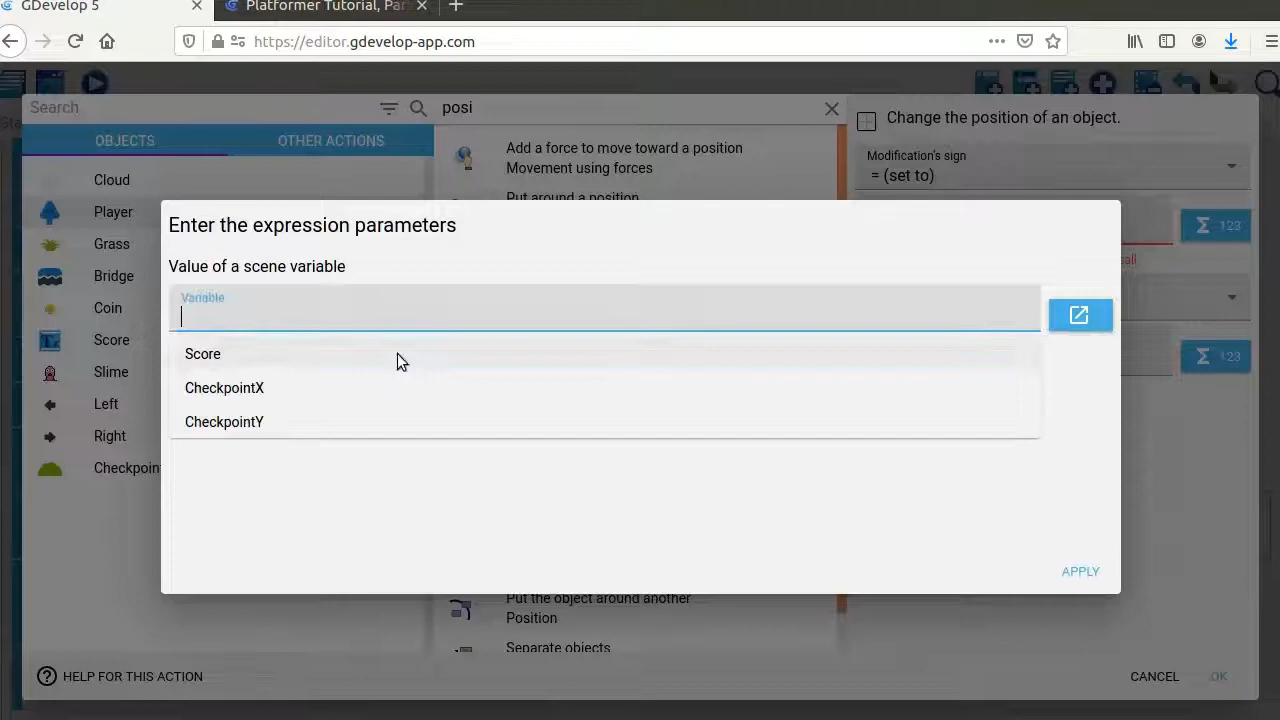 GDevelop 5
Platformer Tutorial, Par
https://editor.gdevelop-app.com
Search
posi
Change the position of an object.
OBJECTS
OTHER ACTIONS
Modification's sign
= (set to)
Add a force to move toward a position
Movement using forces
Put around a position
Cloud
Player
Grass
Bridge
Coin
Score
Slime
Left
Right
Checkpoin
Enter the expression parameters
Value of a scene variable
Variable
Score
CheckpointX
CheckpointY
APPLY
Σ 123
Σ 123
Put the object around another
Position
Separate objects
HELP FOR THIS ACTION
CANCEL
OK